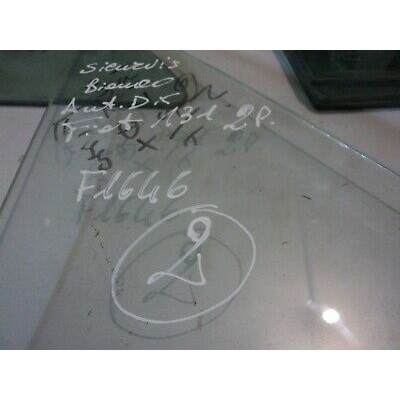 Sicurvis
Bianco
Ant. Dx
Fiat 131 2P.
F1646
2